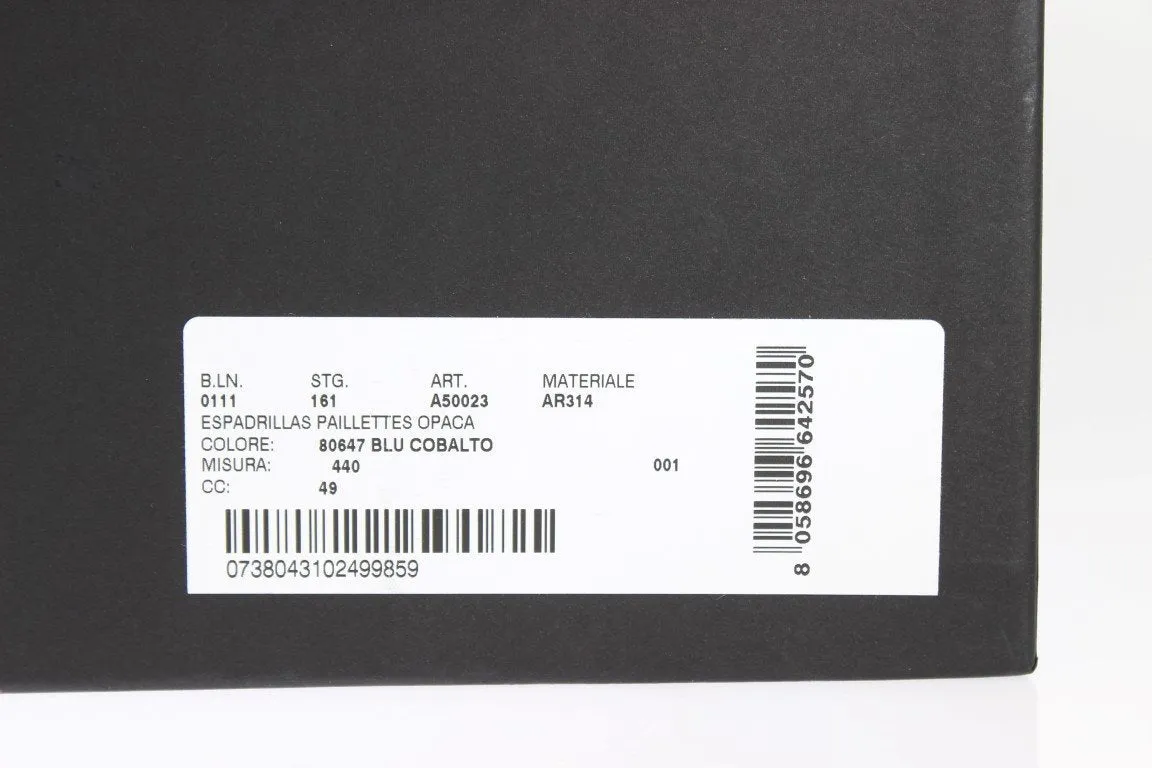 B.LN. STG. ART. MATERIALE
0111 161 A50023 AR314
ESPADRILLAS PAILLETTES OPACA
COLORE: 80647 BLU COBALTO
MISURA: 440 001
CC: 49
0738043102499859
8 058696 642570